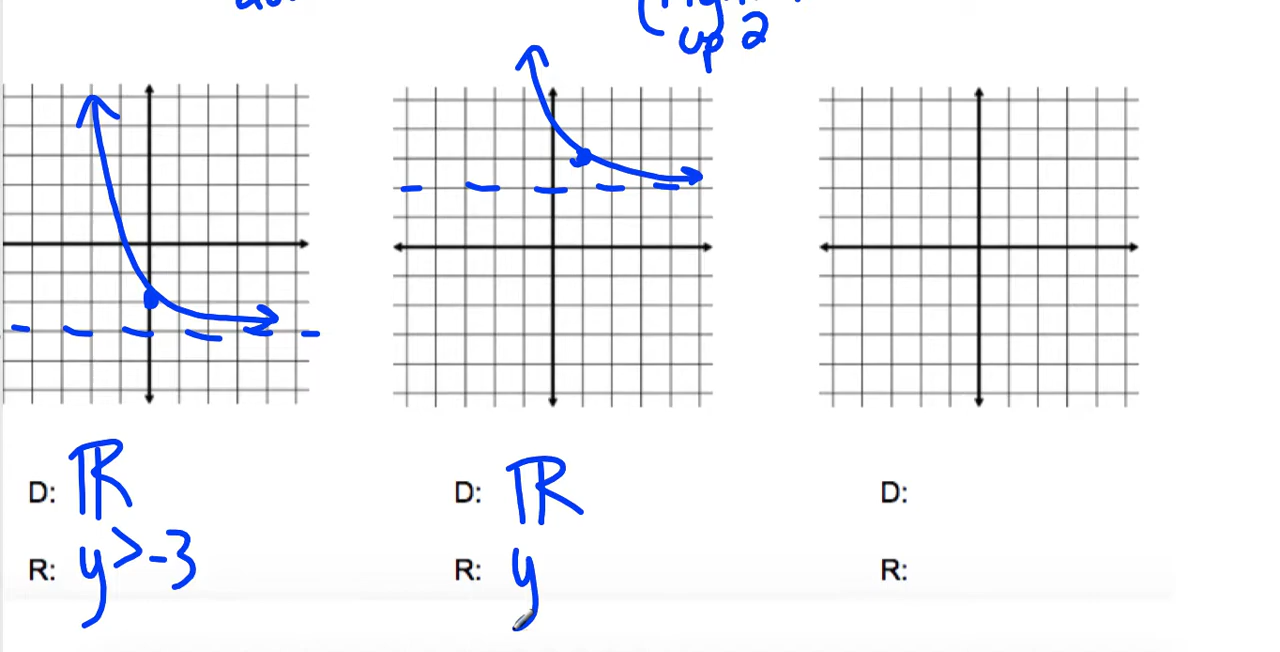 up 2
D: ℝ
D: ℝ
D:
R: y>-3
R: y
R: